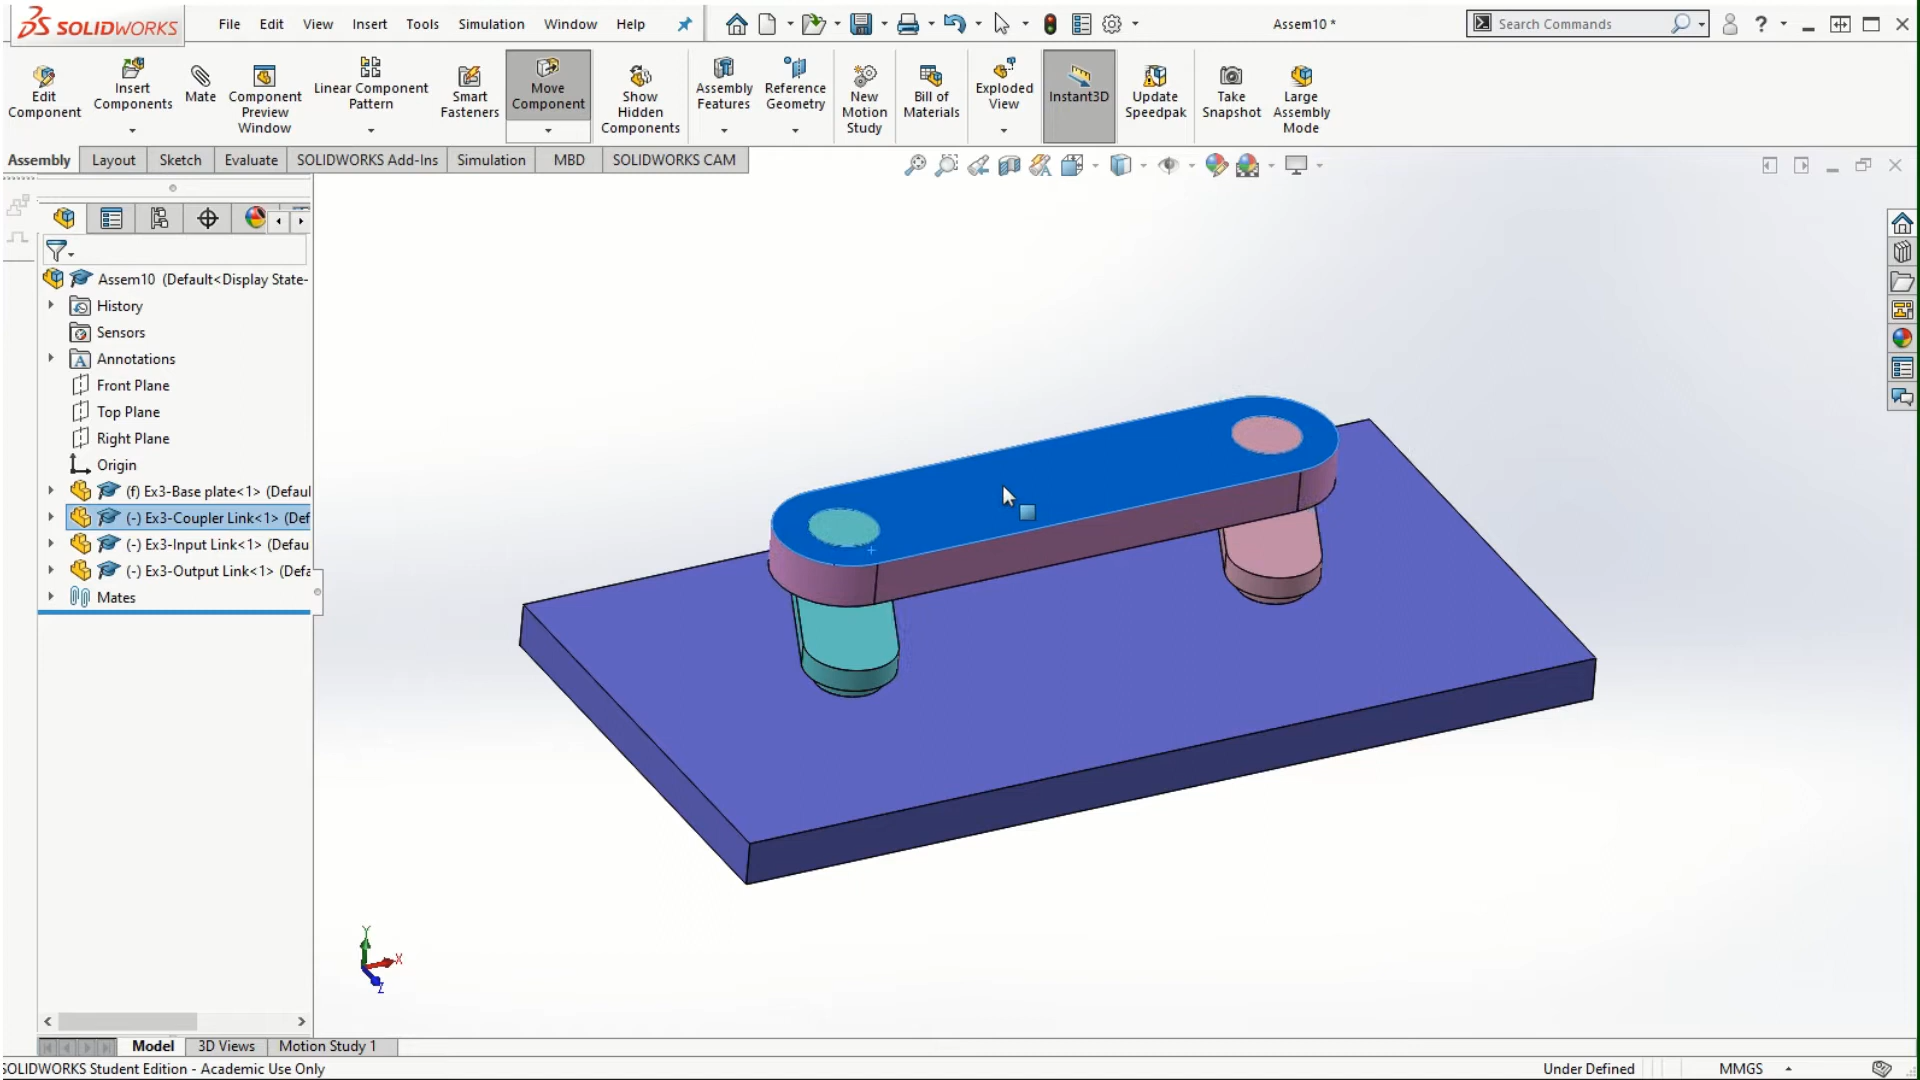 SOLIDWORKS File Edit View Insert Tools Simulation Window Help Assem10 * Search Commands ?
Edit Component
Insert Components
Mate
Component Preview Window
Linear Component Pattern
Smart Fasteners
Move Component
Show Hidden Components
Assembly Features
Reference Geometry
New Motion Study
Bill of Materials
Exploded View
Instant3D
Update Speedpak
Take Snapshot
Large Assembly Mode
Assembly Layout Sketch Evaluate SOLIDWORKS Add-Ins Simulation MBD SOLIDWORKS CAM
Assem10 (Default<Display State-
History
Sensors
A Annotations
Front Plane
Top Plane
Right Plane
Origin
(f) Ex3-Base plate<1> (Defaul
(-) Ex3-Coupler Link<1> (Def
(-) Ex3-Input Link<1> (Defau
(-) Ex3-Output Link<1> (Defa
Mates
Y
X
Z
Model 3D Views Motion Study 1
SOLIDWORKS Student Edition - Academic Use Only Under Defined MMGS